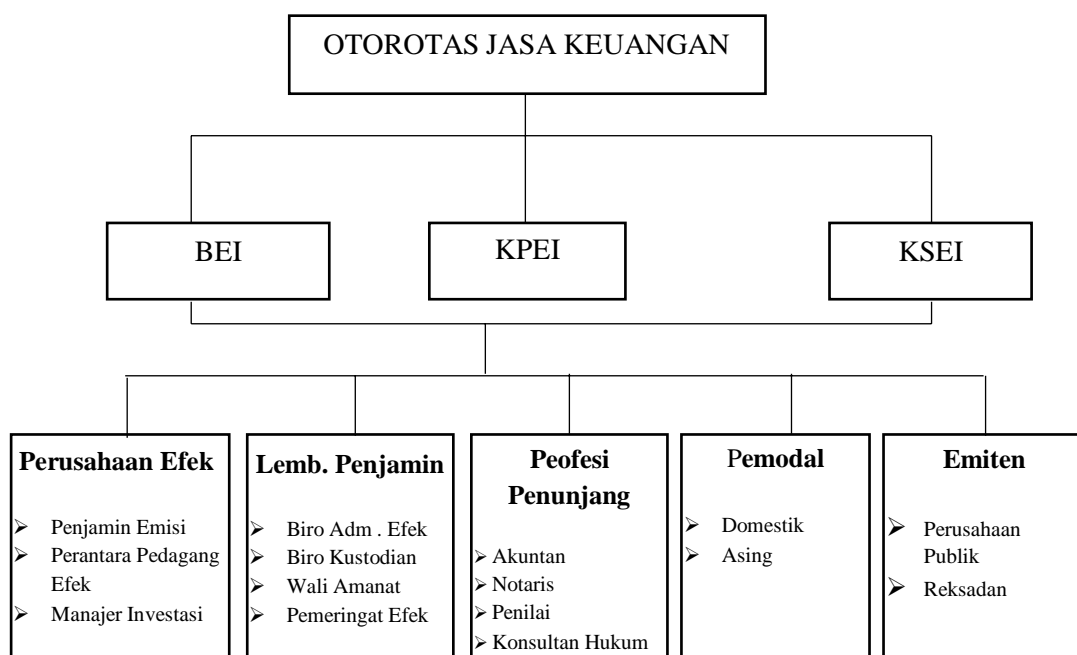 OTOROTAS JASA KEUANGAN
BEI
KPEI
KSEI
Perusahaan Efek
➢ Penjamin Emisi
➢ Perantara Pedagang
Efek
➢ Manajer Investasi
Lemb. Penjamin
➢ Biro Adm . Efek
➢ Biro Kustodian
➢ Wali Amanat
➢ Pemeringat Efek
Peofesi
Penunjang
➢ Akuntan
➢ Notaris
➢ Penilai
➢ Konsultan Hukum
Pemodal
➢ Domestik
➢ Asing
Emiten
➢ Perusahaan
Publik
➢ Reksadan